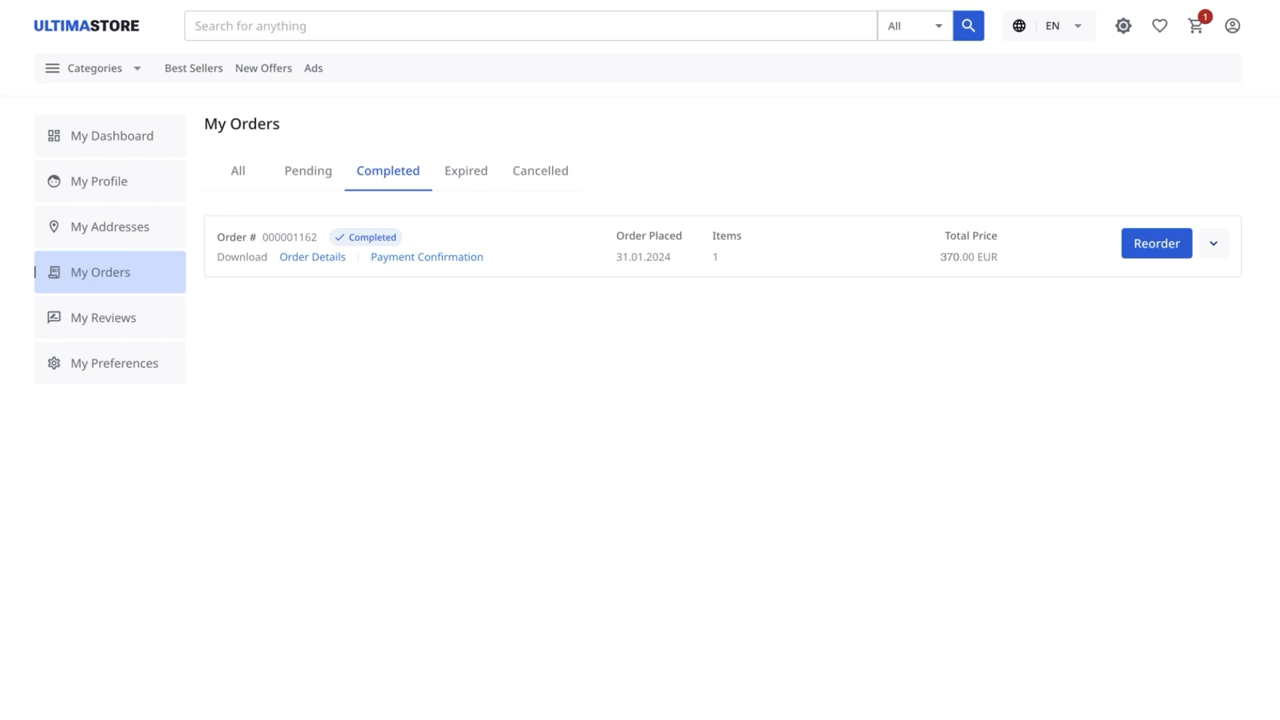 ULTIMASTORE
Search for anything
All
EN
1
Categories
Best Sellers
New Offers
Ads
My Dashboard
My Profile
My Addresses
My Orders
My Reviews
My Preferences
My Orders
All
Pending
Completed
Expired
Cancelled
Order # 000001162 Completed
Download Order Details | Payment Confirmation
Order Placed
31.01.2024
Items
1
Total Price
370.00 EUR
Reorder